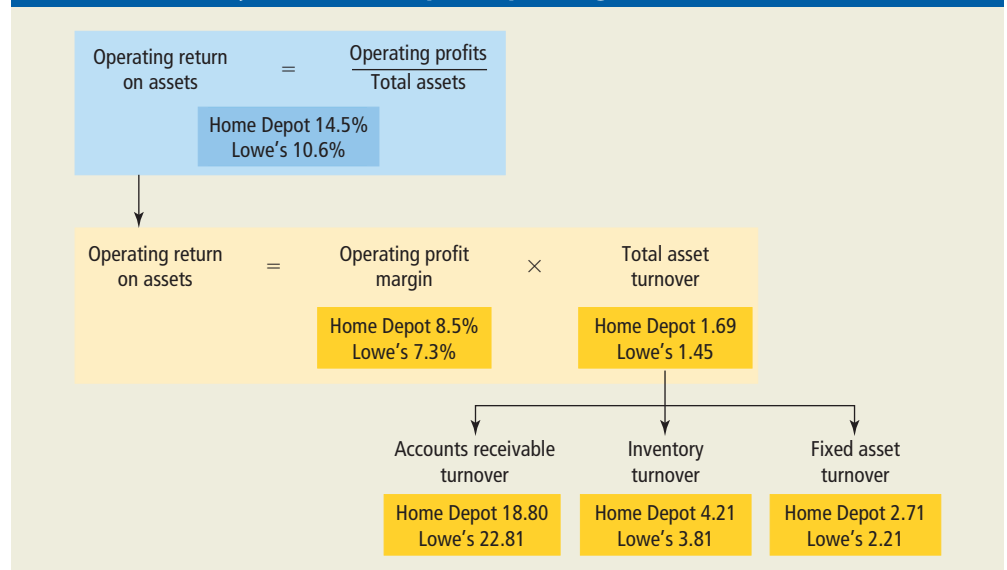 Operating return
on assets
=
Operating profits
Total assets
Home Depot 14.5%
Lowe's 10.6%
Operating return
on assets
=
Operating profit
margin
×
Total asset
turnover
Home Depot 8.5%
Lowe's 7.3%
Home Depot 1.69
Lowe's 1.45
Accounts receivable
turnover
Inventory
turnover
Fixed asset
turnover
Home Depot 18.80
Lowe's 22.81
Home Depot 4.21
Lowe's 3.81
Home Depot 2.71
Lowe's 2.21